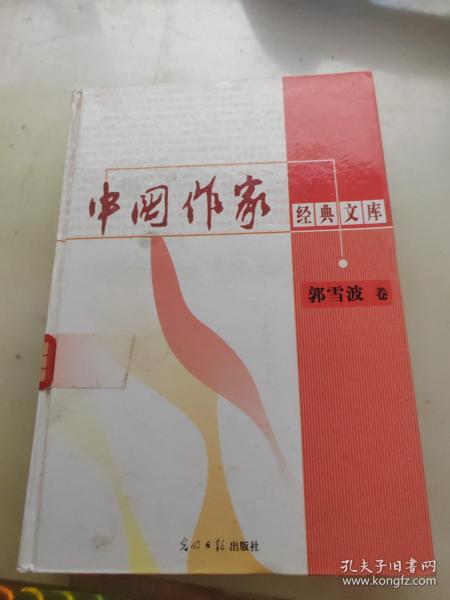 中国作家
经典文库
郭雪波 卷
光明日报出版社
孔夫子旧书网
www.kongfz.com